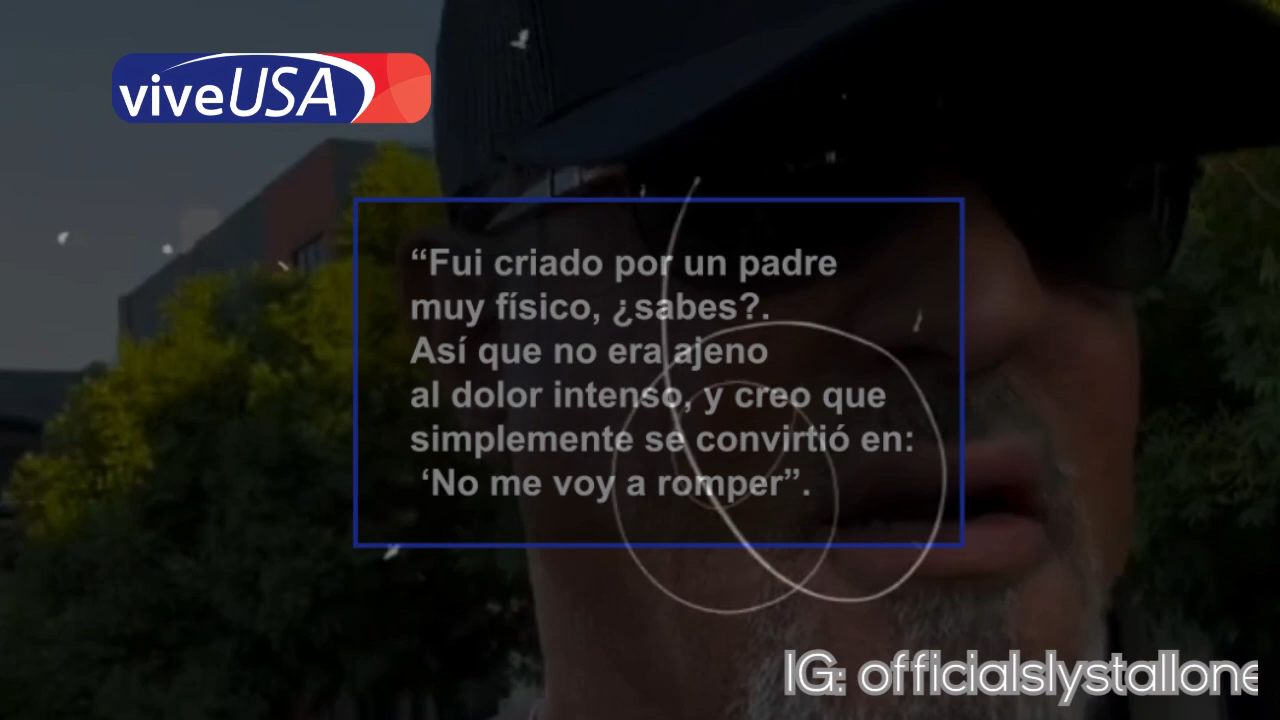 viveUSA
“Fui criado por un padre
muy físico, ¿sabes?.
Así que no era ajeno
al dolor intenso, y creo que
simplemente se convirtió en:
‘No me voy a romper”.
IG: officialslystallone